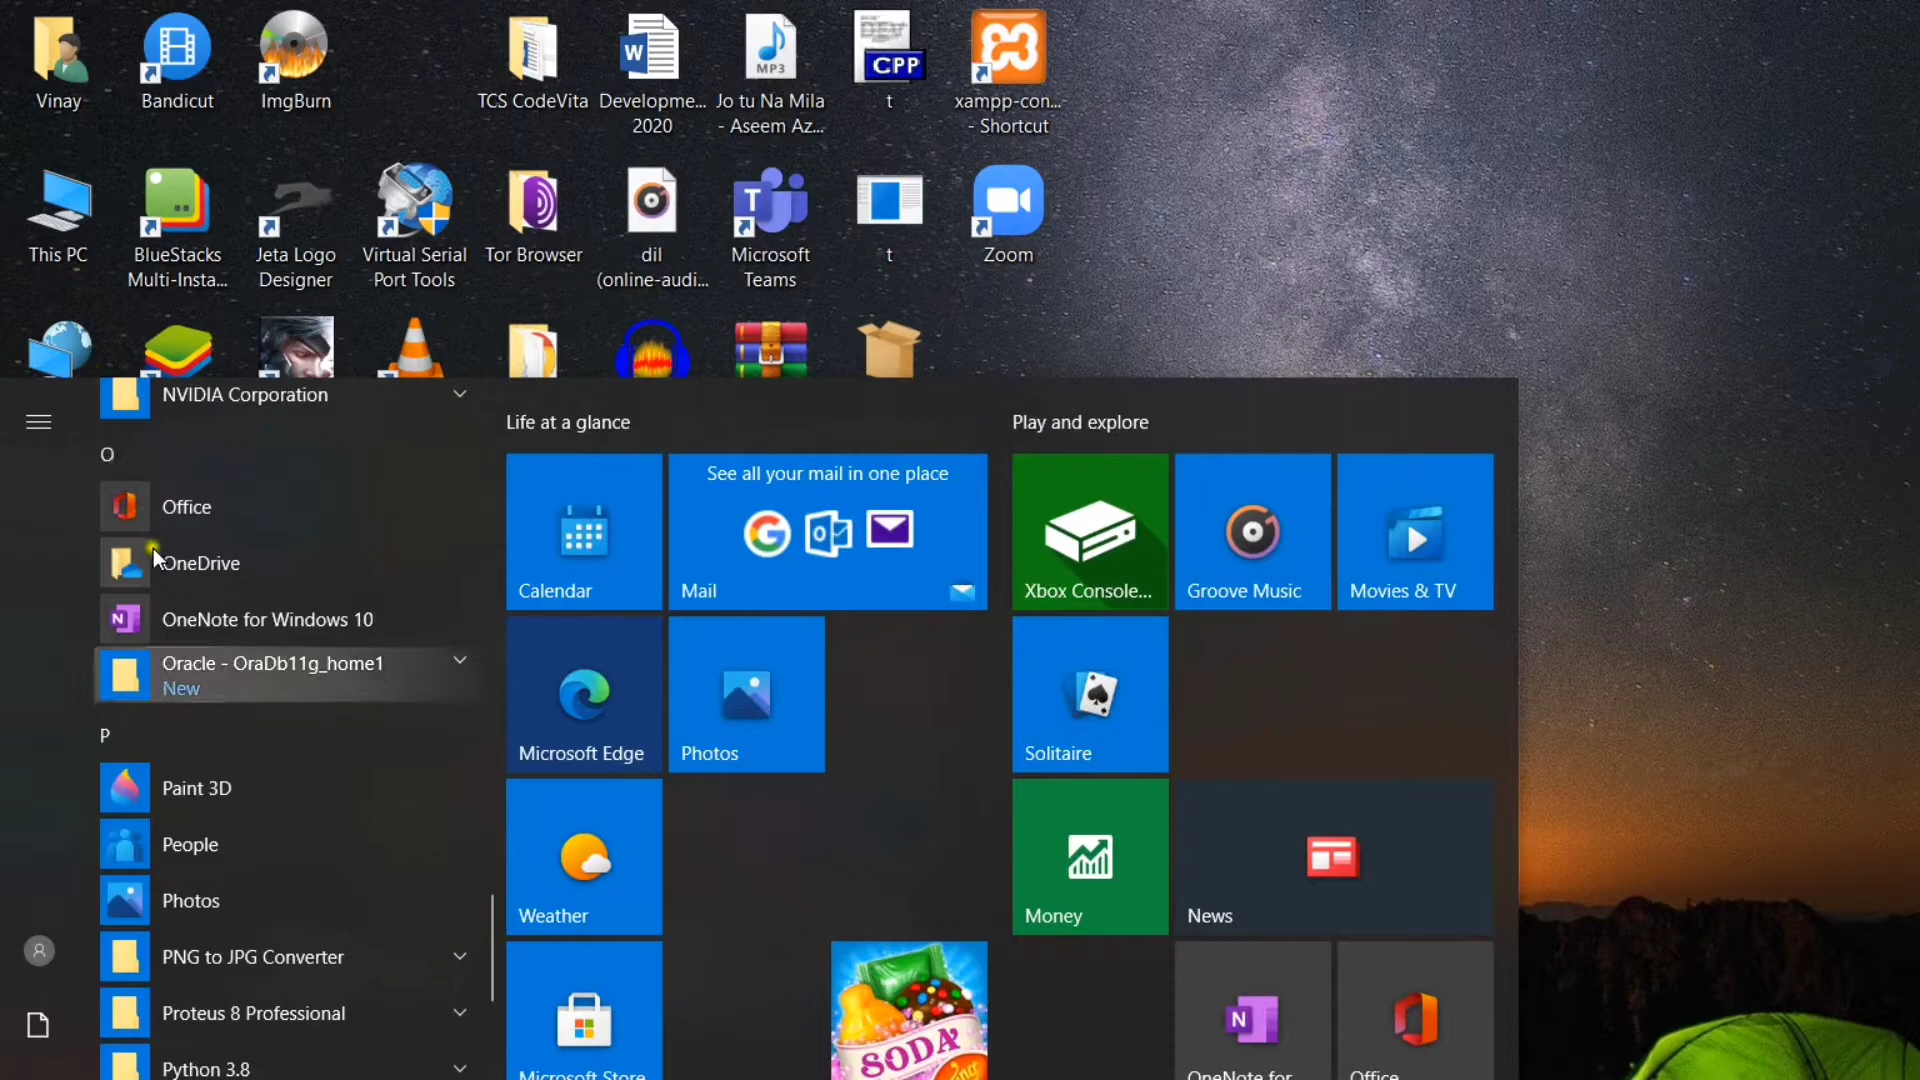 Vinay
Bandicut
ImgBurn
TCS CodeVita
Developme...
2020
Jo tu Na Mila
- Aseem Az...
t
xampp-con...
- Shortcut
W
MP3
CPP
This PC
BlueStacks
Multi-Insta...
Jeta Logo
Designer
Virtual Serial
Port Tools
Tor Browser
dil
(online-audi...
T
Microsoft
Teams
t
Zoom
NVIDIA Corporation
O
Office
OneDrive
N
OneNote for Windows 10
Oracle - OraDb11g_home1
New
P
Paint 3D
People
Photos
PNG to JPG Converter
Proteus 8 Professional
Python 3.8
Life at a glance
Calendar
See all your mail in one place
Mail
Microsoft Edge
Photos
Weather
Microsoft Store
SODA
Play and explore
Xbox Console...
Groove Music
Movies & TV
Solitaire
Money
News
N
OneNote for
Office